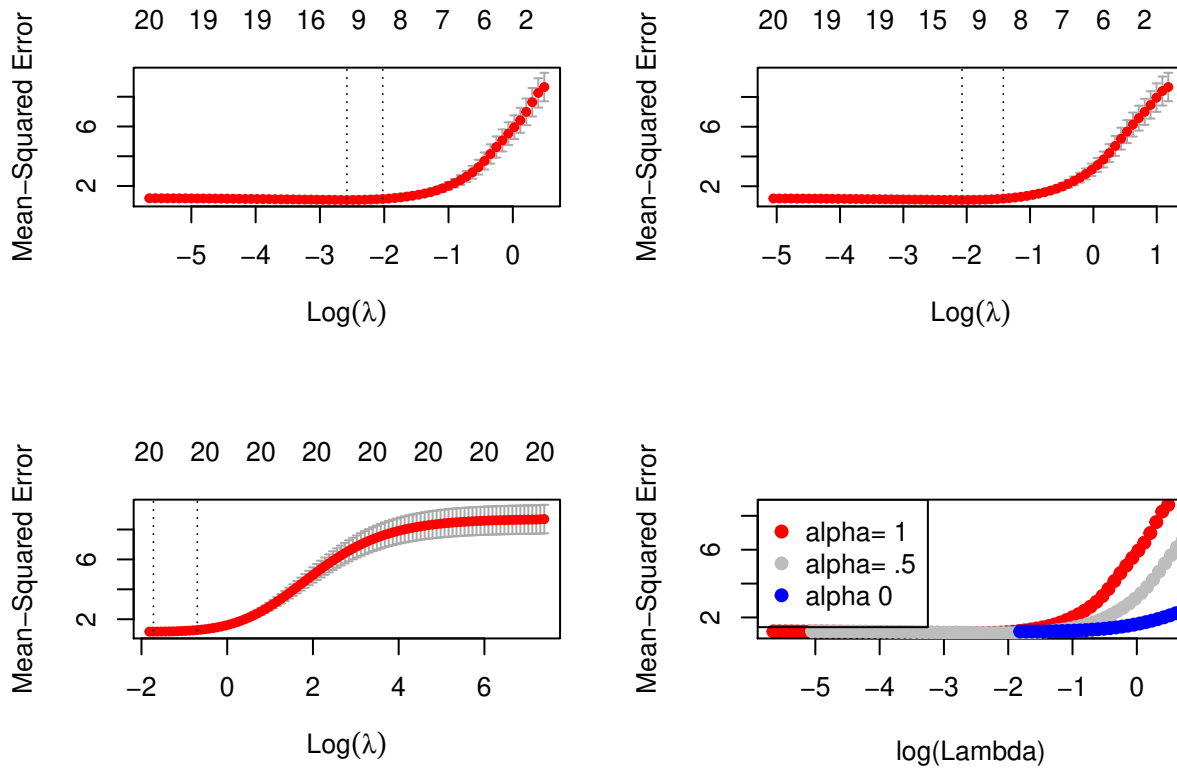 20 19 19 16 9 8 7 6 2
Mean−Squared Error
2 6
−5 −4 −3 −2 −1 0
Log(λ)
20 19 19 15 9 8 7 6 2
Mean−Squared Error
2 6
−5 −4 −3 −2 −1 0 1
Log(λ)
20 20 20 20 20 20 20 20
Mean−Squared Error
2 6
−2 0 2 4 6
Log(λ)
Mean−Squared Error
2 6
alpha= 1
alpha= .5
alpha 0
−5 −4 −3 −2 −1 0
log(Lambda)